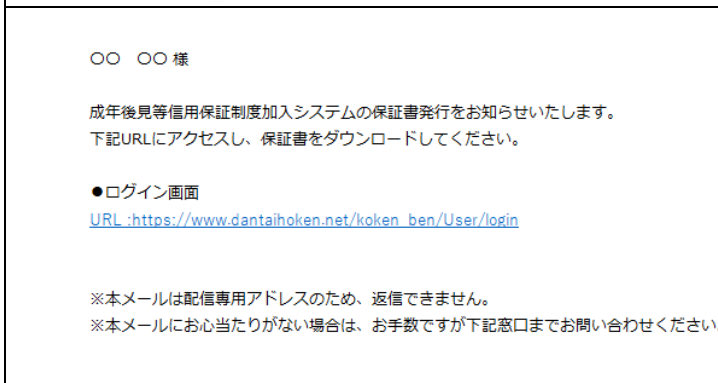 〇〇　〇〇 様
成年後見等信用保証制度加入システムの保証書発行をお知らせいたします。
下記URLにアクセスし、保証書をダウンロードしてください。
●ログイン画面
URL :https://www.dantaihoken.net/koken_ben/User/login
※本メールは配信専用アドレスのため、返信できません。
※本メールにお心当たりがない場合は、お手数ですが下記窓口までお問い合わせください。